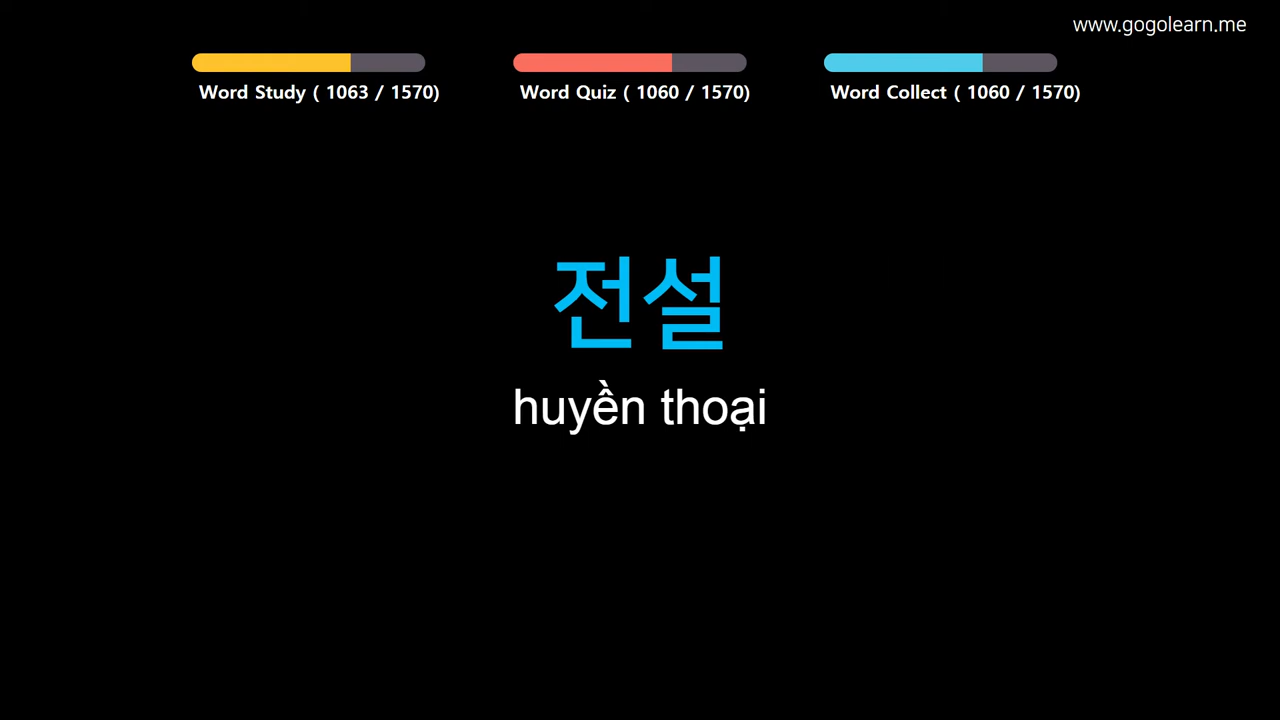 www.gogolearn.me
Word Study ( 1063 / 1570)
Word Quiz ( 1060 / 1570)
Word Collect ( 1060 / 1570)
전설
huyền thoại